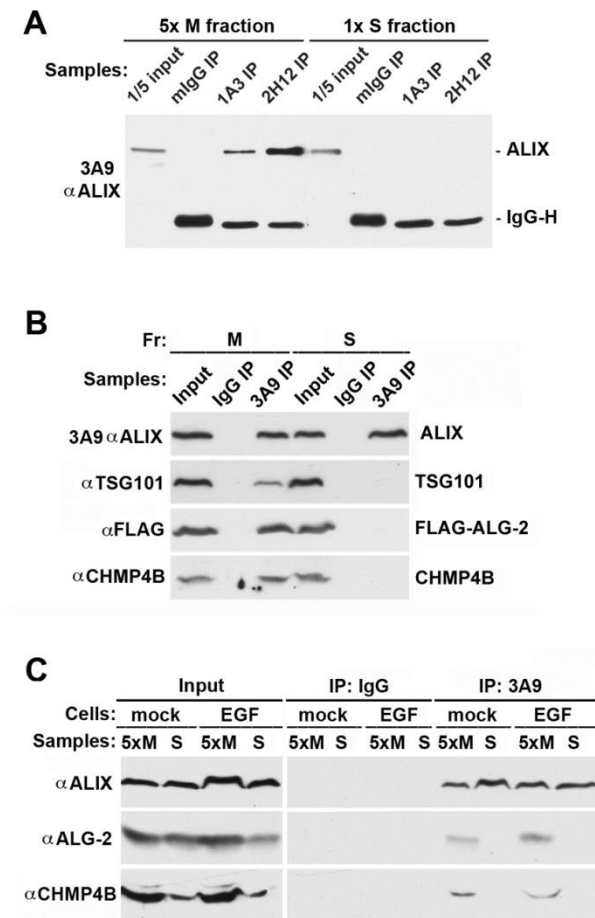 A
5x M fraction 1x S fraction
Samples: 1/5 input mIgG IP 1A3 IP 2H12 IP 1/5 input mIgG IP 1A3 IP 2H12 IP
3A9 - ALIX
αALIX
- IgG-H
B
Fr: M S
Samples: Input IgG IP 3A9 IP Input IgG IP 3A9 IP
3A9 αALIX ALIX
αTSG101 TSG101
αFLAG FLAG-ALG-2
αCHMP4B CHMP4B
C
Input IP: IgG IP: 3A9
Cells: mock EGF mock EGF mock EGF
Samples: 5xM S 5xM S 5xM S 5xM S 5xM S 5xM S
αALIX
αALG-2
αCHMP4B